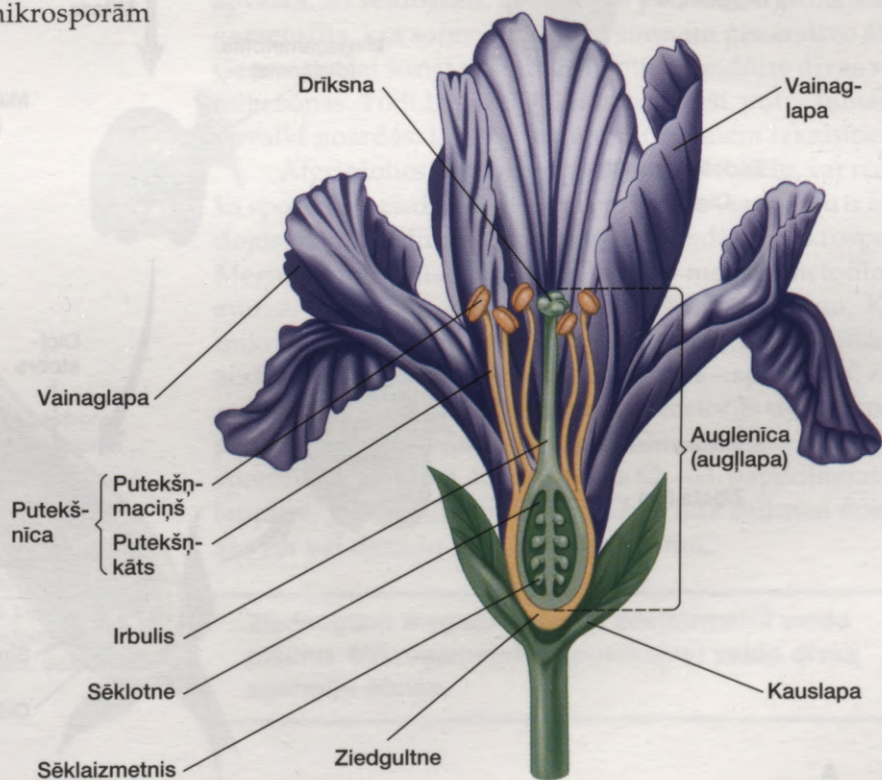 mikrosporām
Drīksna
Vainag-
lapa
Vainaglapa
Putekš-
nīca
Putekšņ-
maciņš
Putekšņ-
kāts
Auglenīca
(augļlapa)
Irbulis
Sēklotne
Sēklaizmetnis
Ziedgultne
Kauslapa